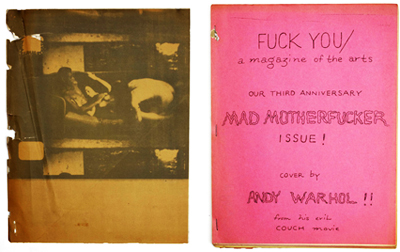 FUCK YOU/
a magazine of the arts
OUR THIRD ANNIVERSARY
MAD MOTHERFUCKER
ISSUE!
COVER by
ANDY WARHOL !!
from his evil
COUCH movie